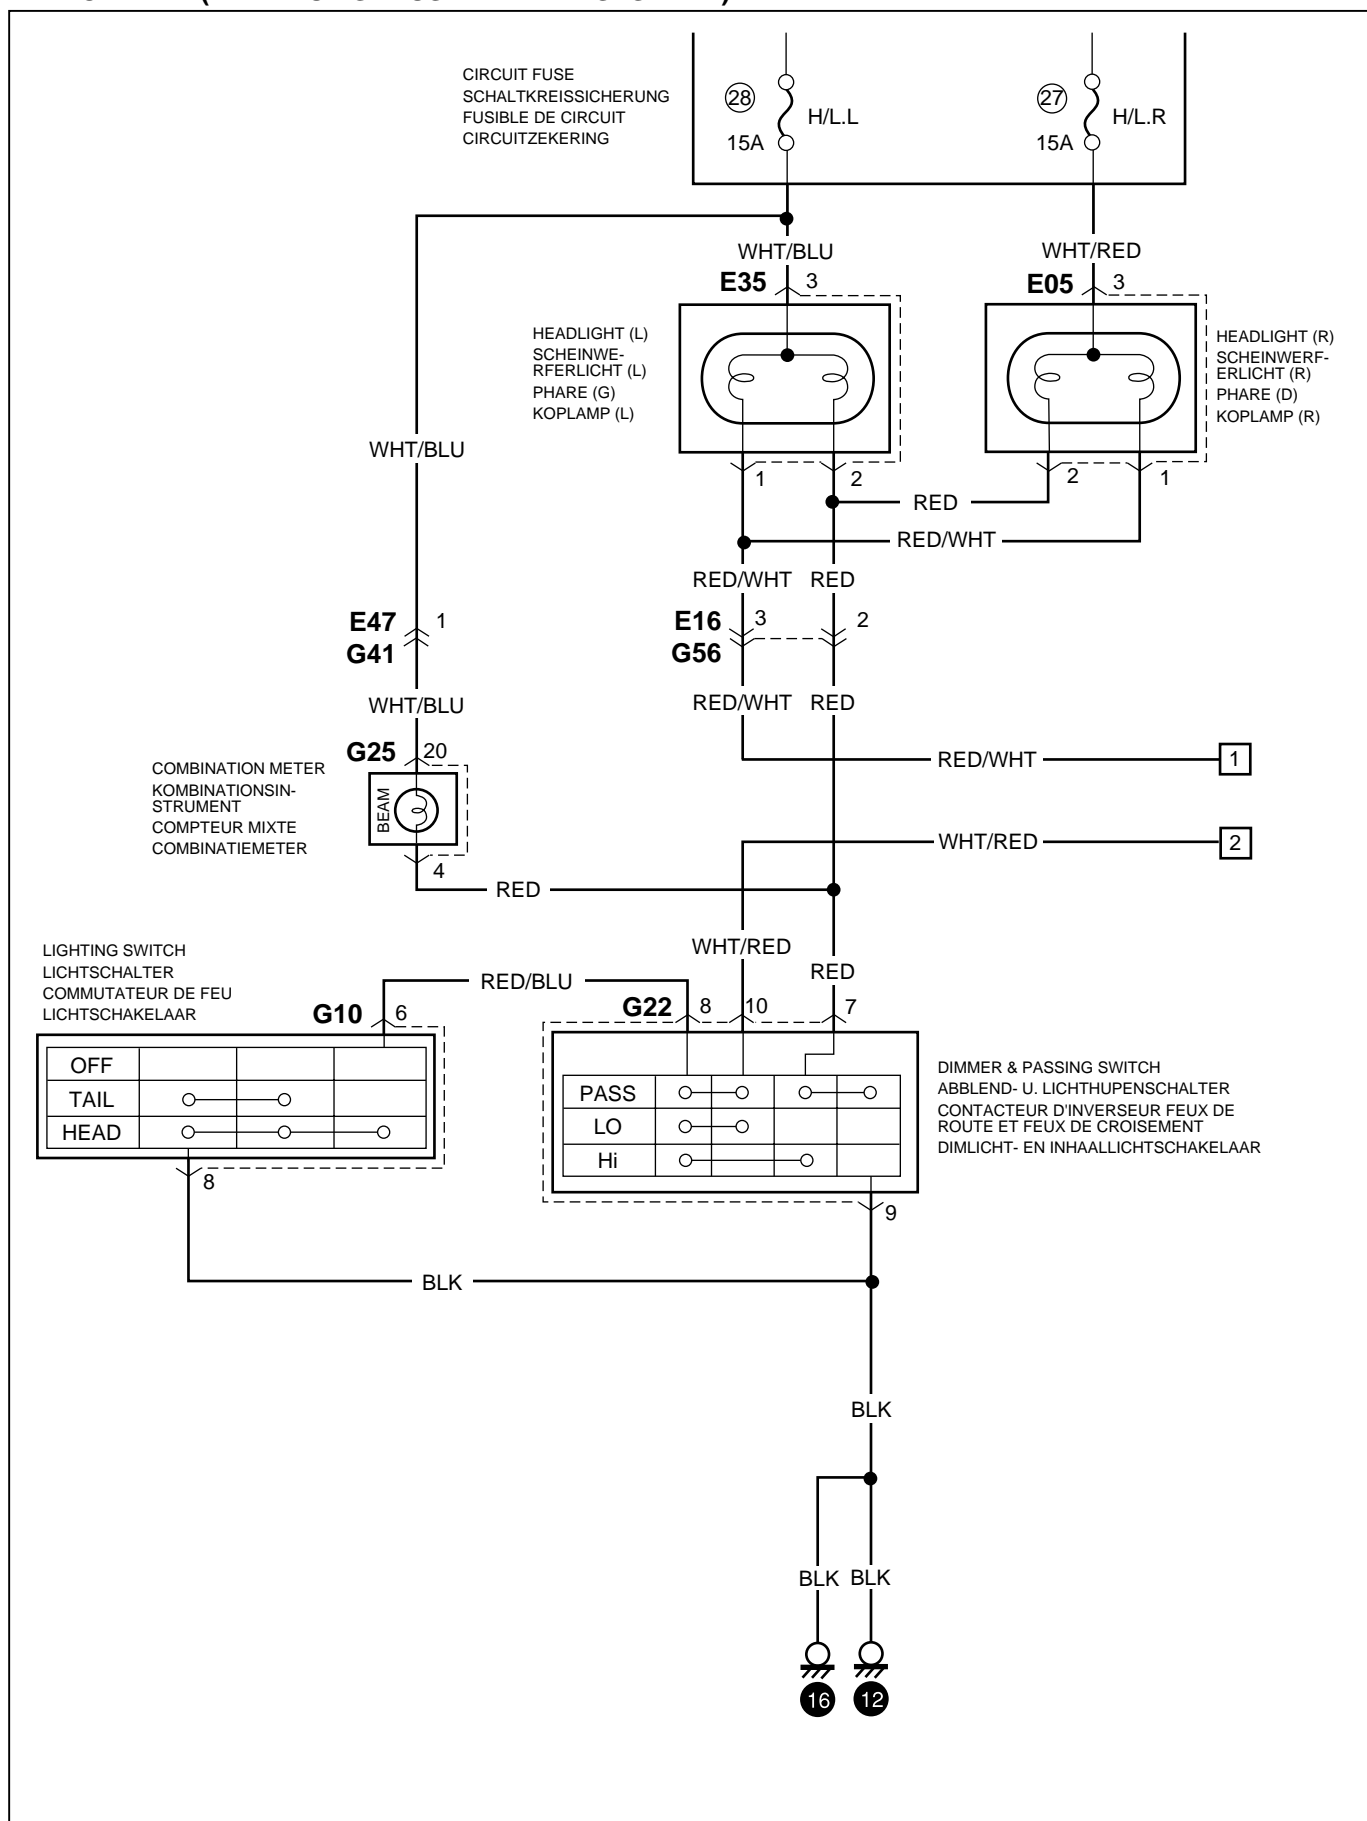 CIRCUIT FUSE
SCHALTKREISSICHERUNG
FUSIBLE DE CIRCUIT
CIRCUITZEKERING
28
15A
H/L.L
27
15A
H/L.R
WHT/BLU
WHT/RED
E35 3
E05 3
HEADLIGHT (L)
SCHEINWE-
RFERLICHT (L)
PHARE (G)
KOPLAMP (L)
HEADLIGHT (R)
SCHEINWERF-
ERLICHT (R)
PHARE (D)
KOPLAMP (R)
WHT/BLU
1 2
2 1
RED
RED/WHT
RED/WHT RED
E47 1
G41
E16 3 2
G56
RED/WHT RED
WHT/BLU
G25 20
RED/WHT 1
COMBINATION METER
KOMBINATIONSIN-
STRUMENT
COMPTEUR MIXTE
COMBINATIEMETER
BEAM
4
WHT/RED 2
RED
WHT/RED
RED
LIGHTING SWITCH
LICHTSCHALTER
COMMUTATEUR DE FEU
LICHTSCHAKELAAR
RED/BLU
G10 6
G22 8 10 7
OFF
TAIL
HEAD
8
PASS
LO
Hi
9
DIMMER & PASSING SWITCH
ABBLEND- U. LICHTHUPENSCHALTER
CONTACTEUR D'INVERSEUR FEUX DE
ROUTE ET FEUX DE CROISEMENT
DIMLICHT- EN INHAALLICHTSCHAKELAAR
BLK
BLK
BLK BLK
16 12